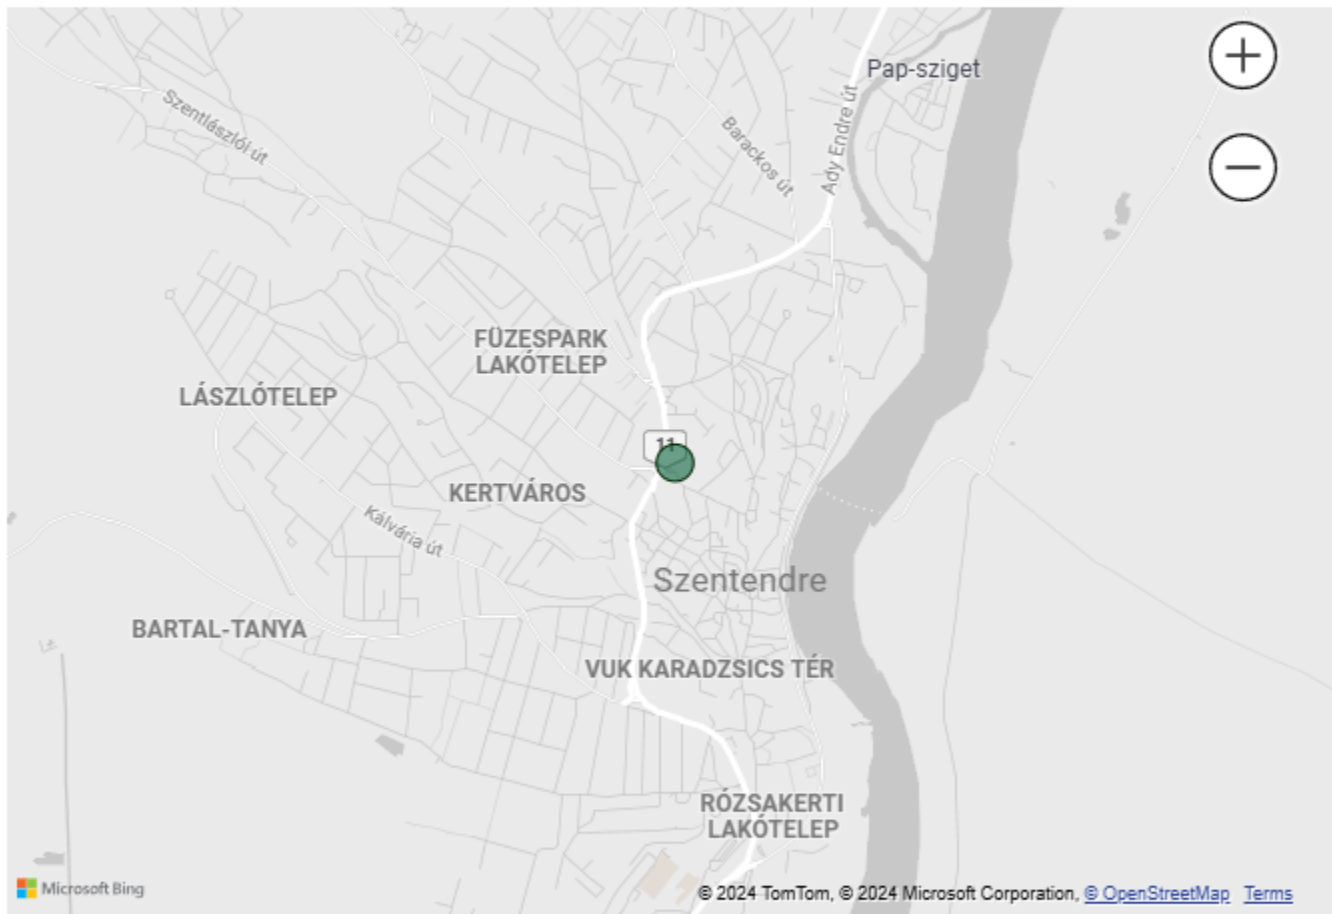 Pap-sziget
Szentlászlói út
Barackos út
Ady Endre út
FÜZESPARK
LAKÓTELEP
LÁSZLÓTELEP
11
KERTVÁROS
Kálvária út
Szentendre
BARTAL-TANYA
VUK KARADZSICS TÉR
RÓZSAKERTI
LAKÓTELEP
Microsoft Bing
© 2024 TomTom, © 2024 Microsoft Corporation, © OpenStreetMap Terms